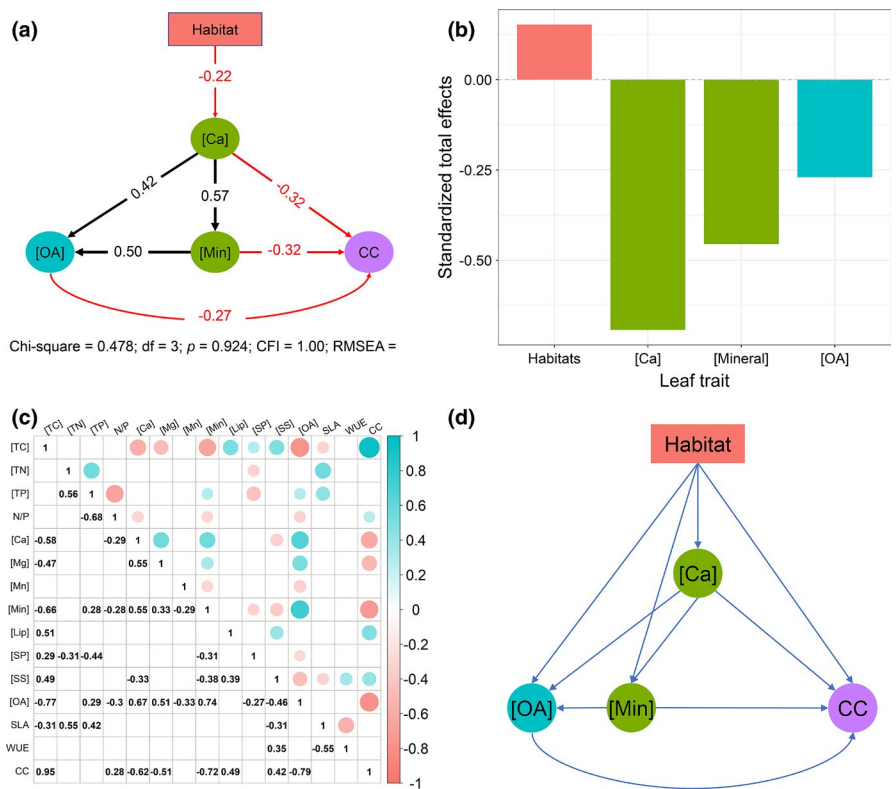 (a)
Habitat
-0.22
[Ca]
0.42
0.57
-0.32
[OA]
0.50
[Min]
-0.32
CC
-0.27
Chi-square = 0.478; df = 3; p = 0.924; CFI = 1.00; RMSEA =
(b)
Standardized total effects
0.00
-0.25
-0.50
Habitats [Ca] [Mineral] [OA]
Leaf trait
(c)
[TC] [TN] [TP] N/P [Ca] [Mg] [Mn] [Min] [Lip] [SP] [SS] [OA] SLA WUE CC
[TC] 1
[TN] 1
[TP] 0.56 1
N/P -0.68 1
[Ca] -0.58 -0.29 1
[Mg] -0.47 0.55 1
[Mn] 1
[Min] -0.66 0.28 -0.28 0.55 0.33 -0.29 1
[Lip] 0.51 1
[SP] 0.29 -0.31 -0.44 -0.31 1
[SS] 0.49 -0.33 -0.38 0.39 1
[OA] -0.77 0.29 -0.3 0.67 0.51 -0.33 0.74 -0.27 -0.46 1
SLA -0.31 0.55 0.42 -0.31 1
WUE 0.35 -0.55 1
CC 0.95 0.28 -0.62 -0.51 -0.72 0.49 0.42 -0.79 1
1
0.8
0.6
0.4
0.2
0
-0.2
-0.4
-0.6
-0.8
-1
(d)
Habitat
[Ca]
[OA]
[Min]
CC